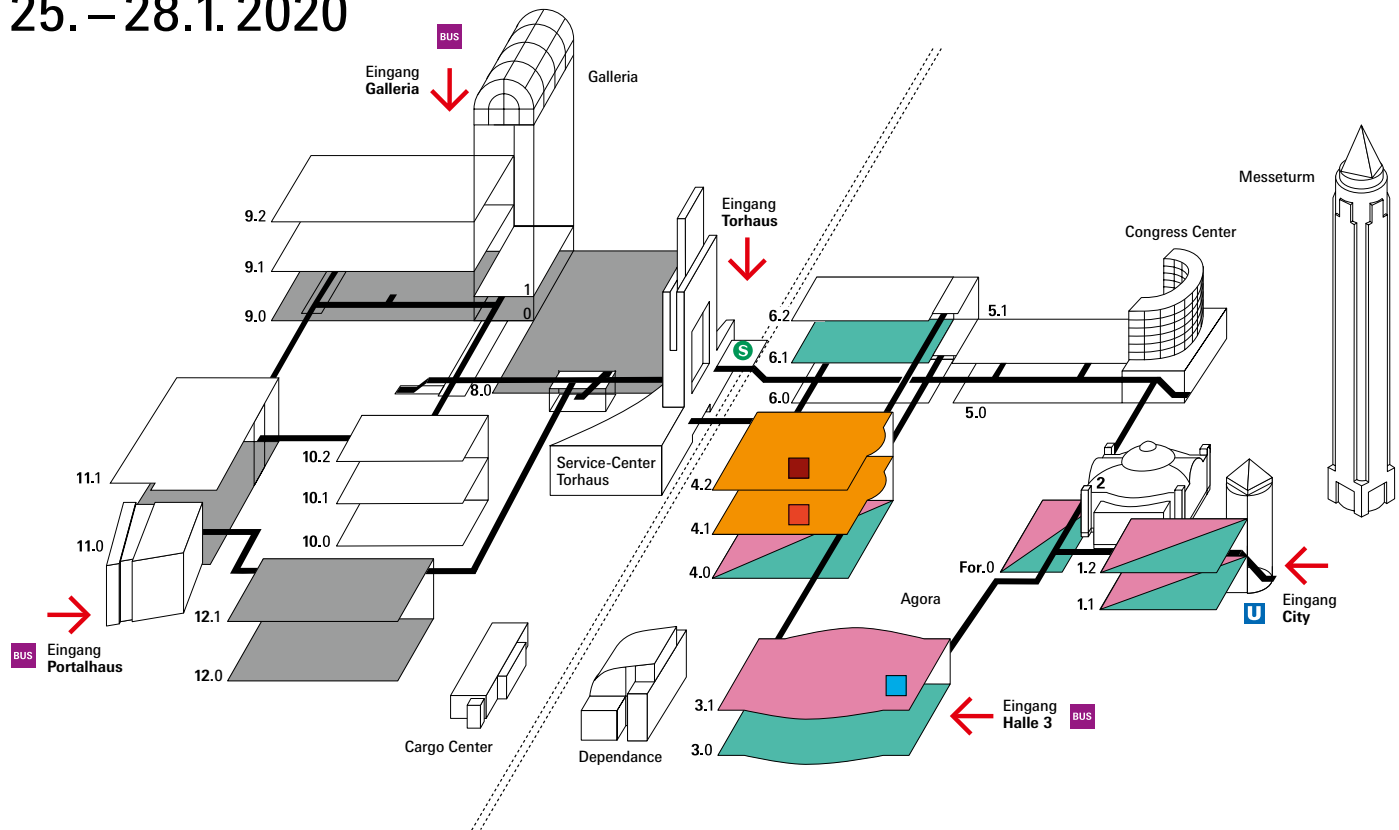 25. – 28.1. 2020
BUS
Eingang
Galleria
Galleria
Messeturm
Eingang
Torhaus
Congress Center
9.2
9.1
9.0
1
0
6.2
5.1
S
6.1
8.0
6.0
5.0
10.2
11.1
Service-Center
Torhaus
4.2
2
10.1
4.1
10.0
11.0
4.0
For.0
1.2
Agora
1.1
Eingang
City
U
12.1
BUS
Eingang
Portalhaus
12.0
3.1
Eingang
Halle 3
BUS
Cargo Center
Dependance
3.0